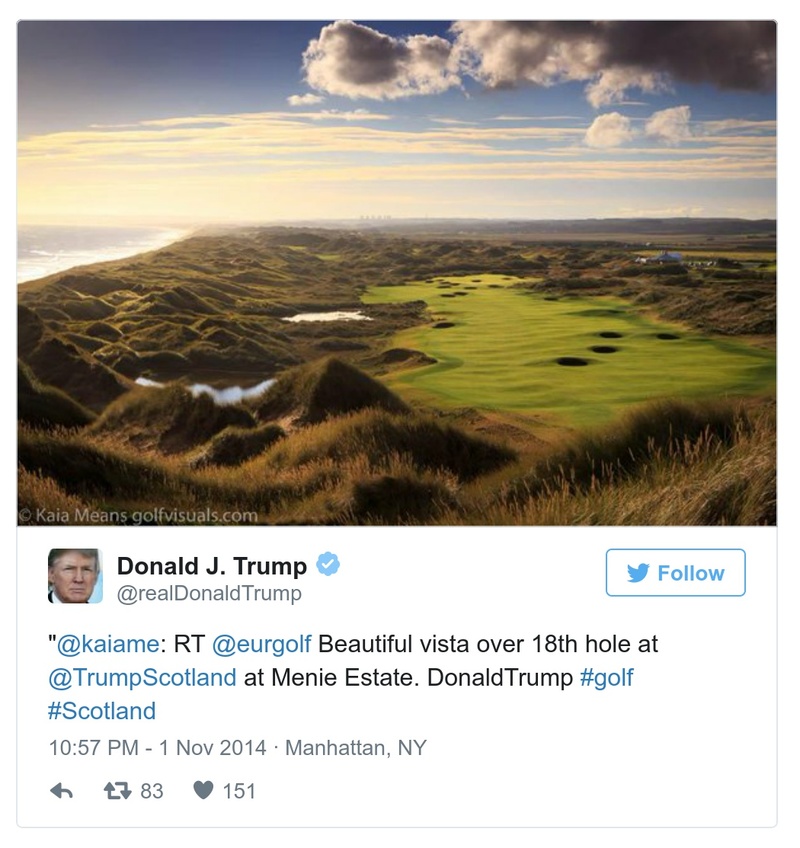 © Kaia Means golfvisuals.com
Donald J. Trump
@realDonaldTrump
Follow
"@kaiame: RT @eurgolf Beautiful vista over 18th hole at
@TrumpScotland at Menie Estate. DonaldTrump #golf
#Scotland
10:57 PM - 1 Nov 2014 · Manhattan, NY
83 151